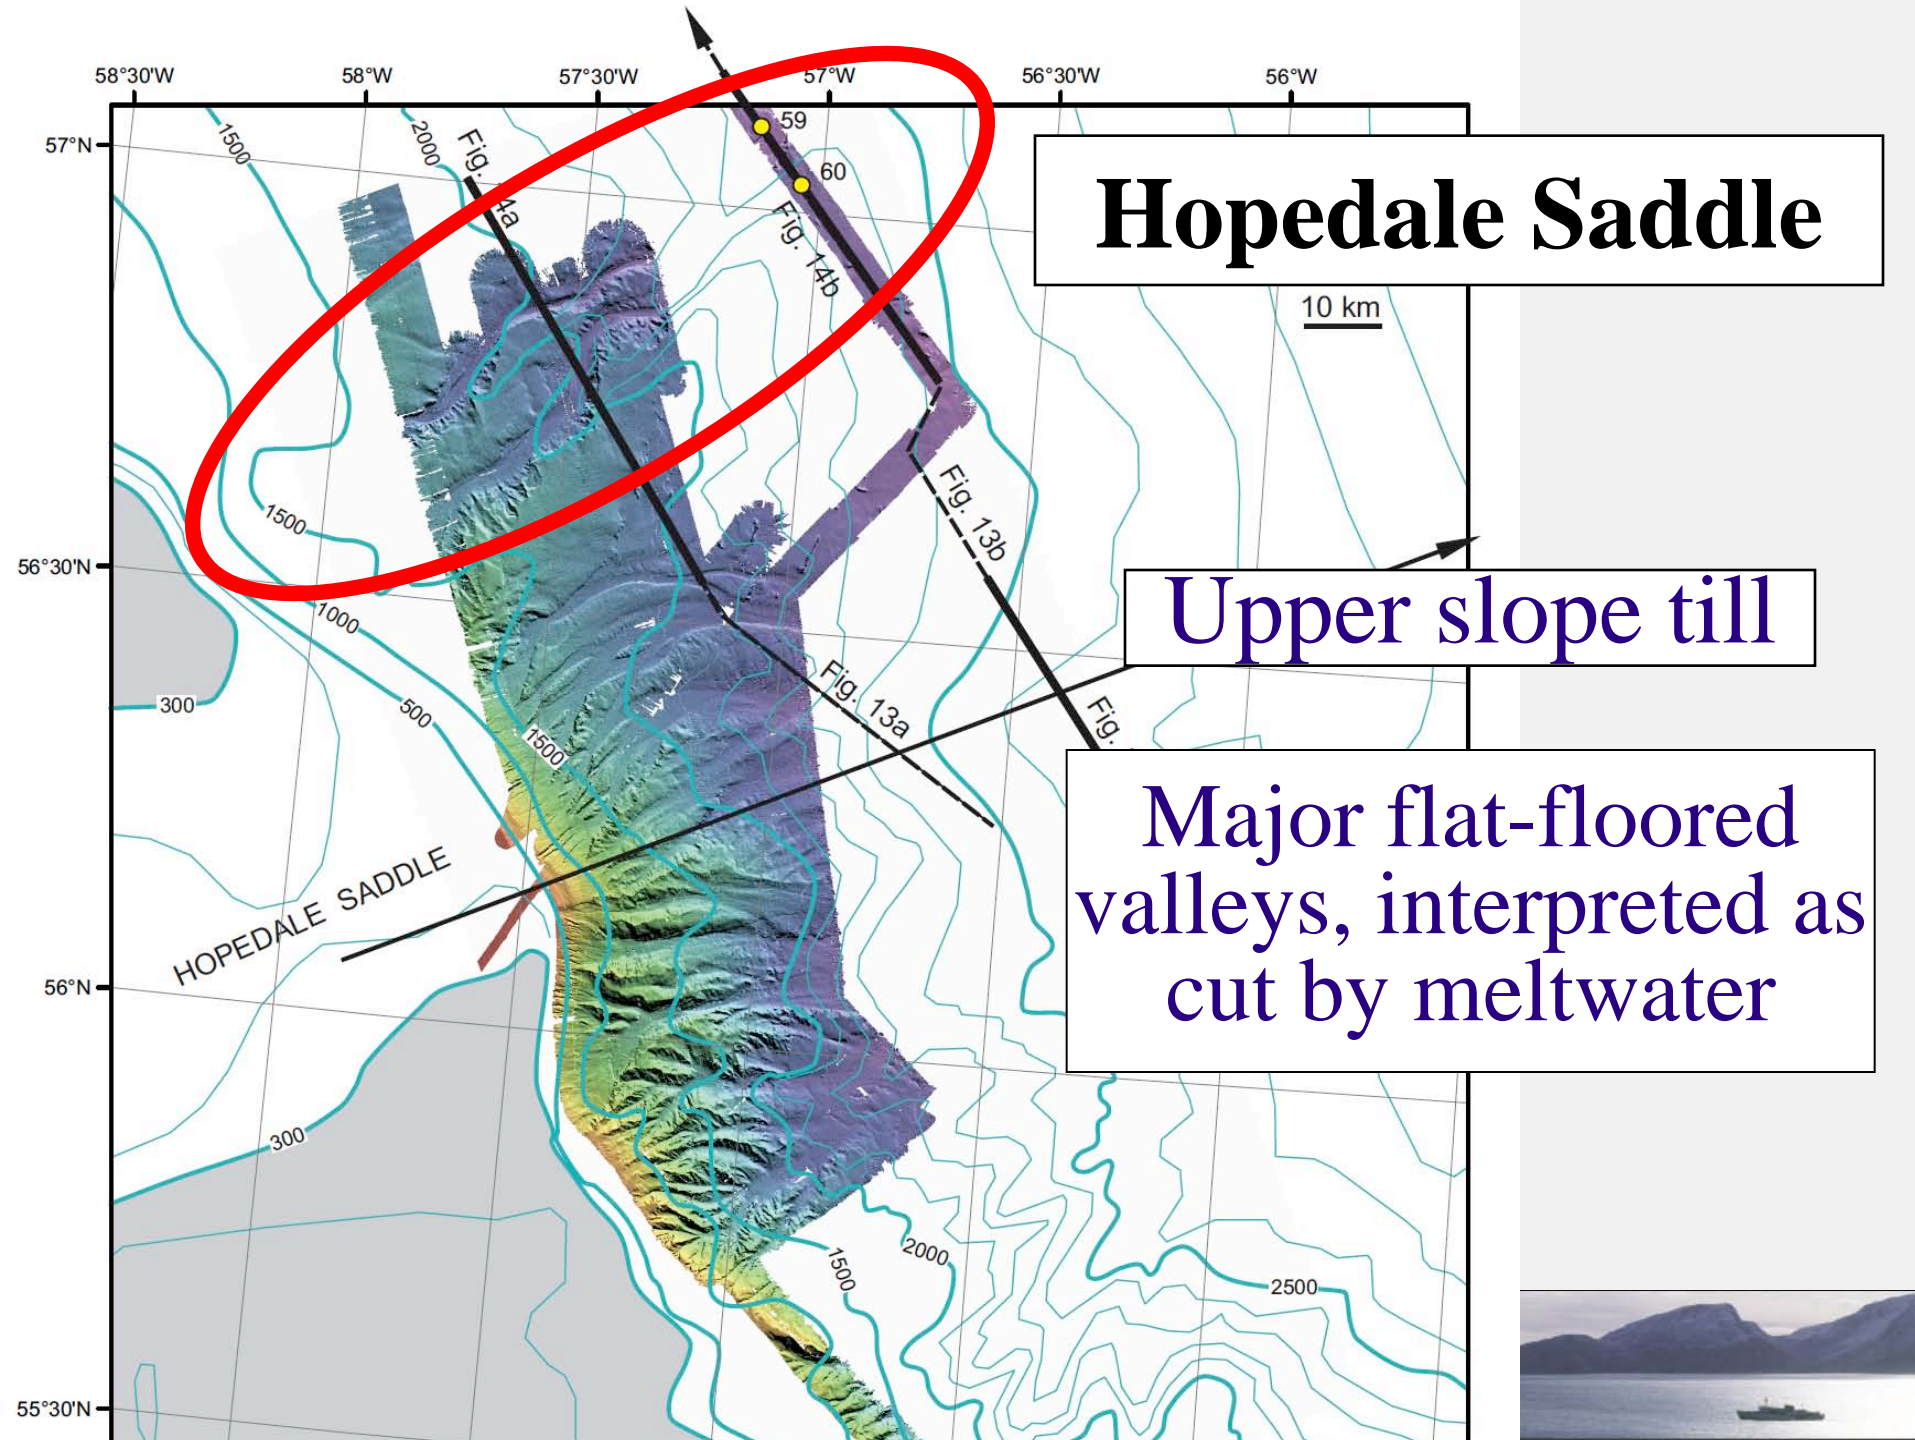 58°30'W
58°W
57°30'W
57°W
56°30'W
56°W
57°N
56°30'N
56°N
55°30'N
1500
2000
Fig. 
4a
59
60
Fig. 14b
Hopedale Saddle
10 km
1500
Fig. 13b
1000
Upper slope till
300
500
Fig. 13a
Fig.
1500
Major flat-floored
valleys, interpreted as
cut by meltwater
HOPEDALE SADDLE
300
1500
2000
2500